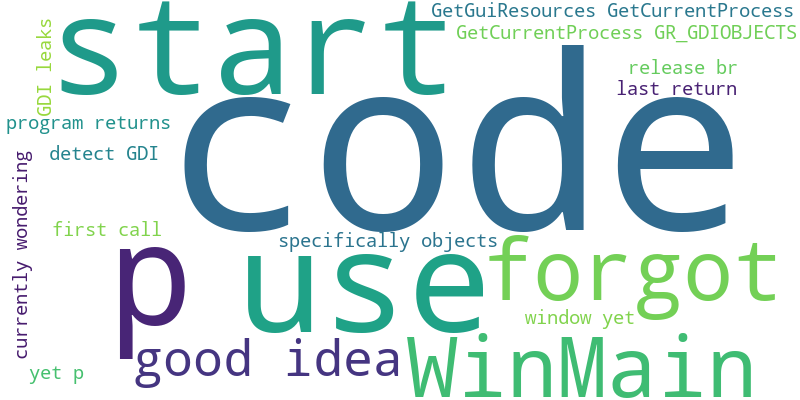 GetGuiResources GetCurrentProcess
start
GetCurrentProcess GR_GDIOBJECTS
GDI leaks
release br
last return
code
program returns
detect GDI
currently wondering
first call
specifically objects
p
use
forgot
window yet
good idea
WinMain
yet p